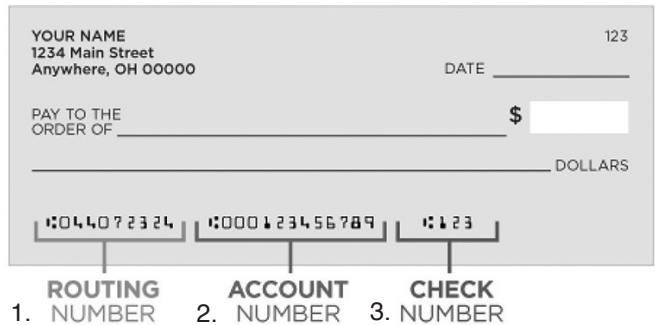 YOUR NAME 123
1234 Main Street
Anywhere, OH 00000
DATE
PAY TO THE
ORDER OF
$
DOLLARS
⑆044072324 ⑆000123456789 ⑆123
ROUTING ACCOUNT CHECK
1. NUMBER 2. NUMBER 3. NUMBER